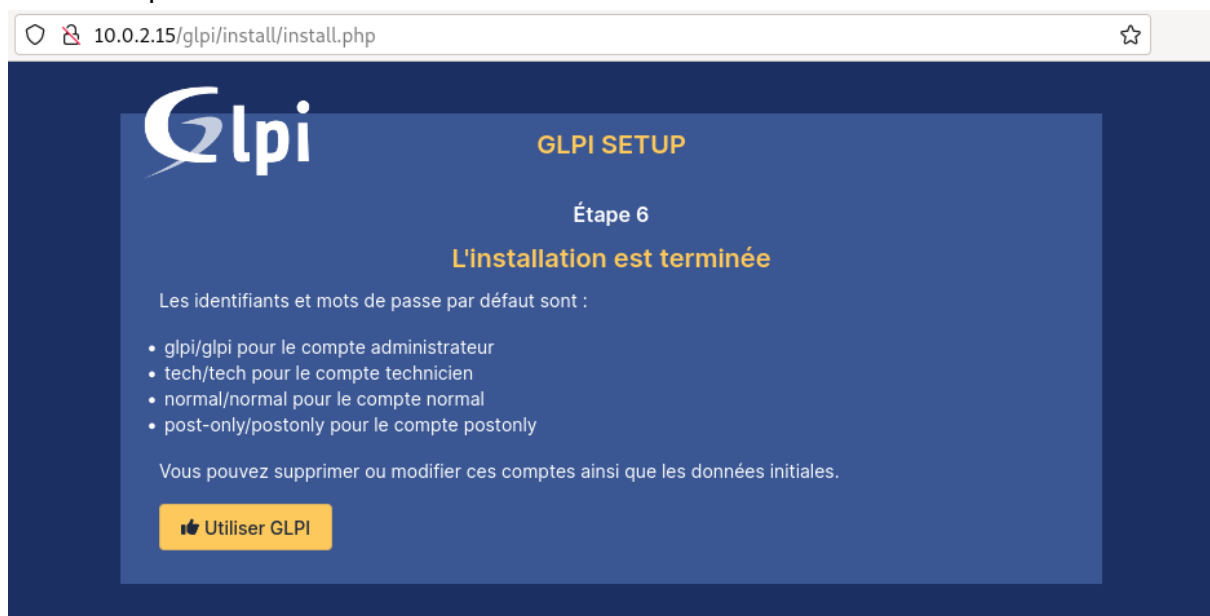 10.0.2.15/glpi/install/install.php
Glpi
GLPI SETUP
Étape 6
L'installation est terminée
Les identifiants et mots de passe par défaut sont :
• glpi/glpi pour le compte administrateur
• tech/tech pour le compte technicien
• normal/normal pour le compte normal
• post-only/postonly pour le compte postonly
Vous pouvez supprimer ou modifier ces comptes ainsi que les données initiales.
Utiliser GLPI